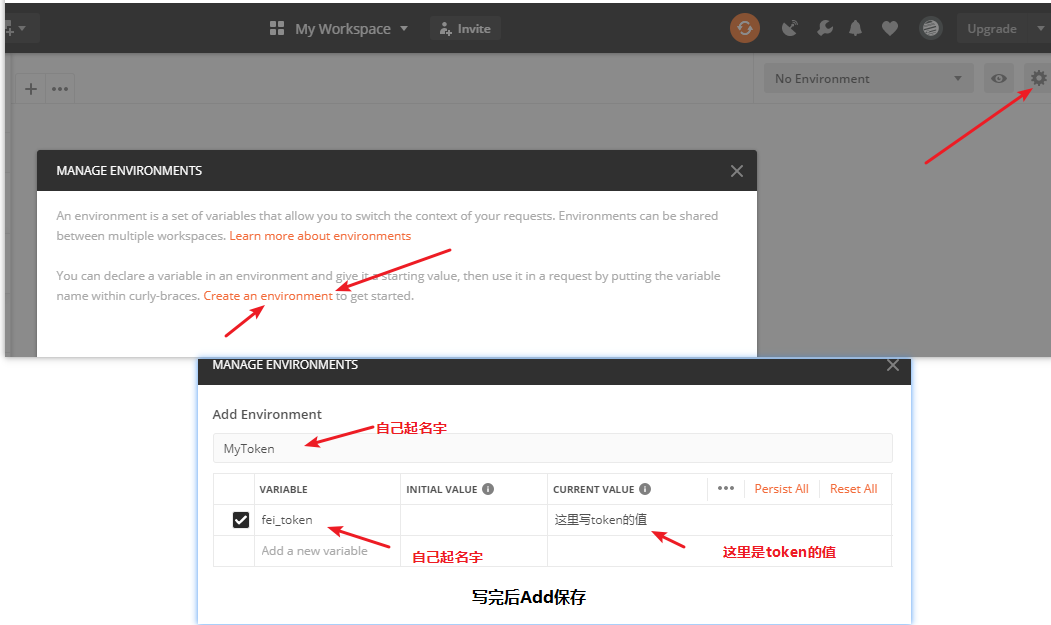 My Workspace
Invite
Upgrade
No Environment
MANAGE ENVIRONMENTS
An environment is a set of variables that allow you to switch the context of your requests. Environments can be shared
between multiple workspaces. Learn more about environments
You can declare a variable in an environment and give it a starting value, then use it in a request by putting the variable
name within curly-braces. Create an environment to get started.
MANAGE ENVIRONMENTS
Add Environment
自己起名字
MyToken
VARIABLE INITIAL VALUE CURRENT VALUE Persist All Reset All
fei_token 这里写token的值
Add a new variable
自己起名字
这里是token的值
写完后Add保存